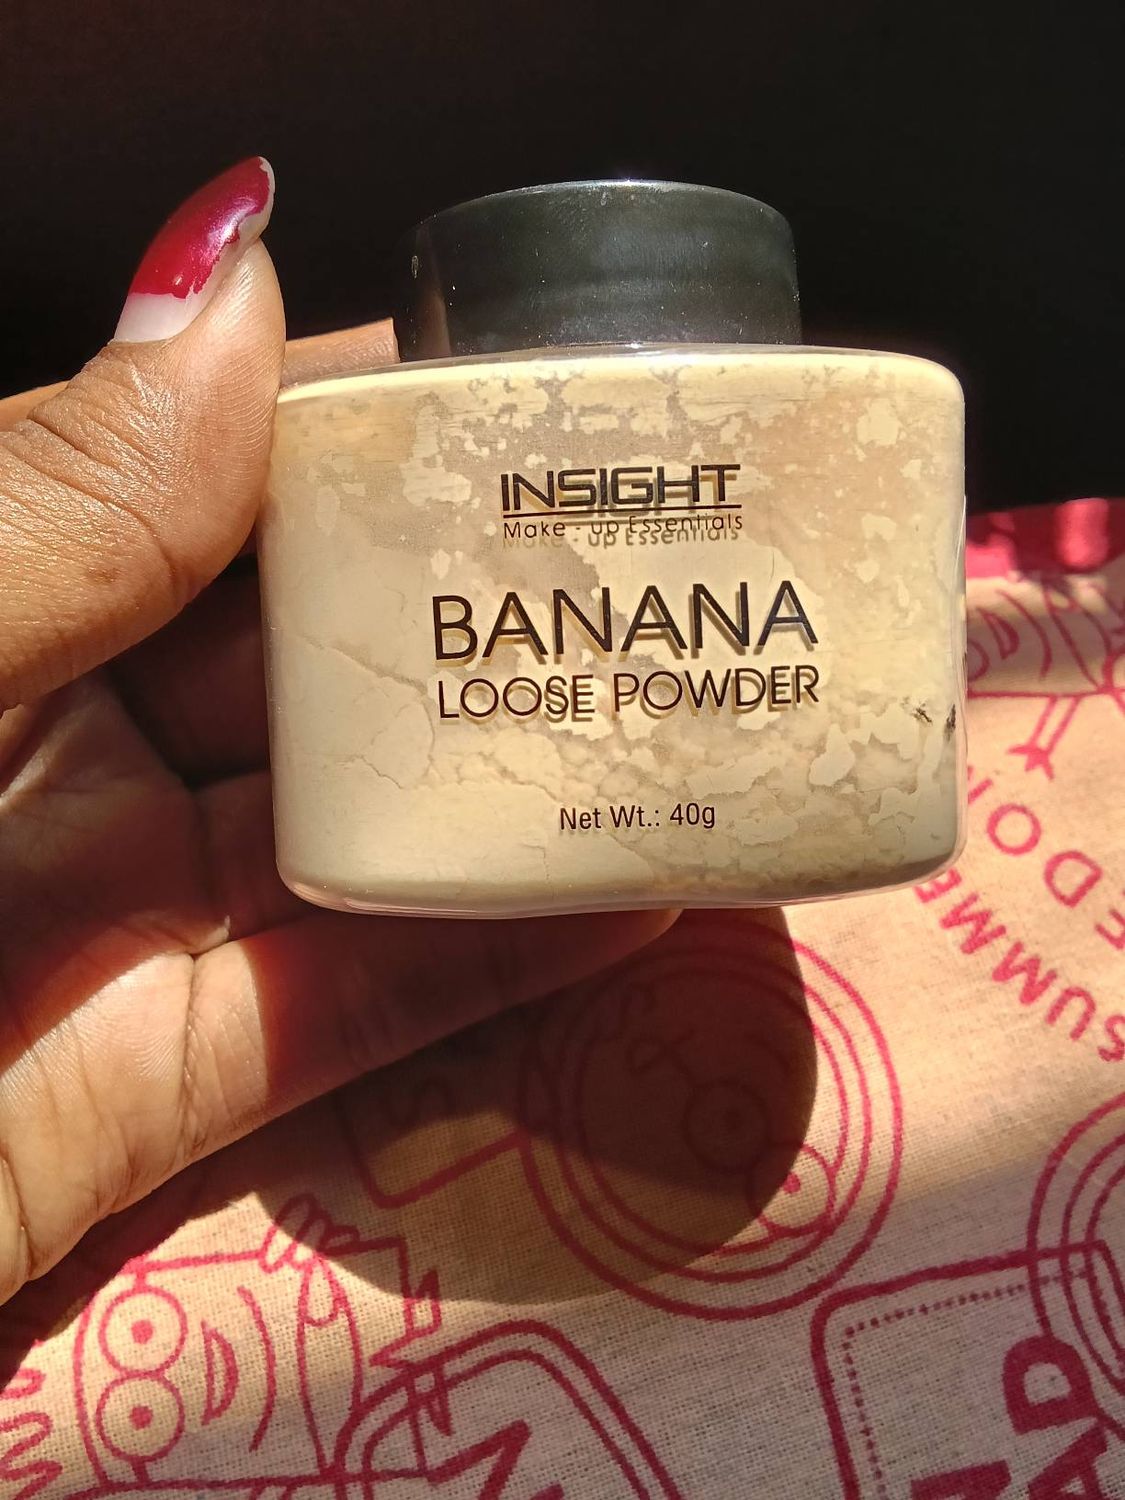 INSIGHT
Make - up Essentials
BANANA
LOOSE POWDER
Net Wt.: 40g